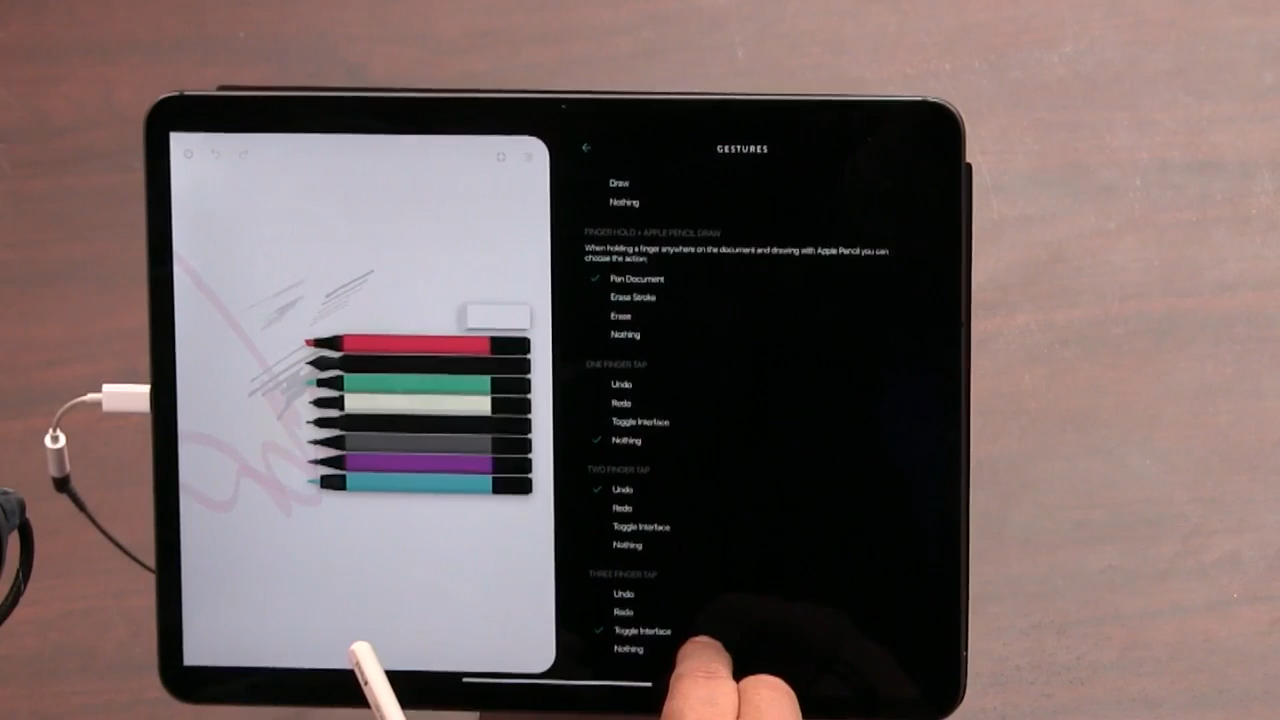 GESTURES
Draw
Nothing
FINGER HOLD + APPLE PENCIL DRAW
When holding a finger anywhere on the document and drawing with Apple Pencil you can
choose the action:
Pan Document
Erase Stroke
Erase
Nothing
ONE FINGER TAP
Undo
Redo
Toggle Interface
Nothing
TWO FINGER TAP
Undo
Redo
Toggle Interface
Nothing
THREE FINGER TAP
Undo
Redo
Toggle Interface
Nothing